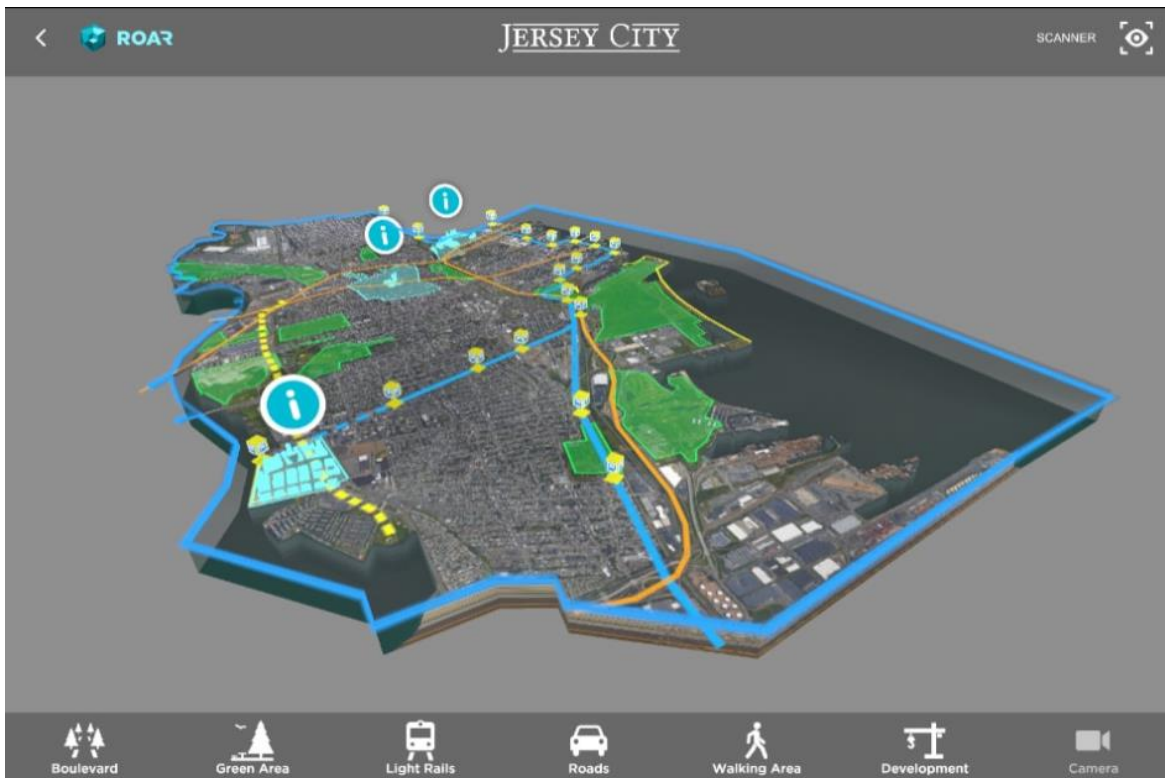 ROAR
JERSEY CITY
SCANNER
i
i
i
Boulevard
Green Area
Light Rails
Roads
Walking Area
Development
Camera